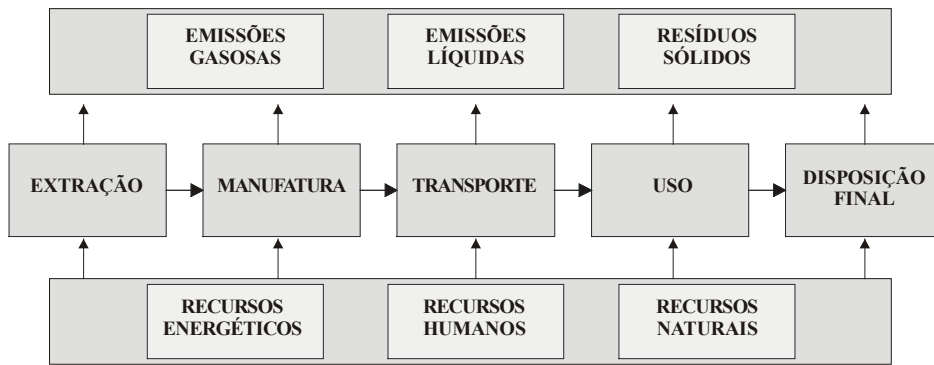 EMISSÕES
GASOSAS
EMISSÕES
LÍQUIDAS
RESÍDUOS
SÓLIDOS
EXTRAÇÃO
MANUFATURA
TRANSPORTE
USO
DISPOSIÇÃO
FINAL
RECURSOS
ENERGÉTICOS
RECURSOS
HUMANOS
RECURSOS
NATURAIS